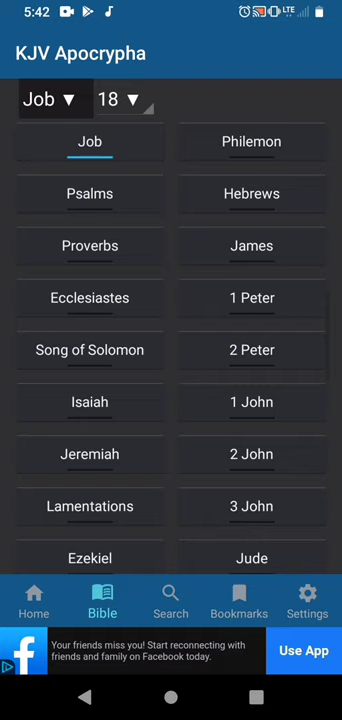 5:42 LTE
KJV Apocrypha
Job ▼ 18 ▼
Job Philemon
Psalms Hebrews
Proverbs James
Ecclesiastes 1 Peter
Song of Solomon 2 Peter
Isaiah 1 John
Jeremiah 2 John
Lamentations 3 John
Ezekiel Jude
Home Bible Search Bookmarks Settings
Your friends miss you! Start reconnecting with
friends and family on Facebook today.
Use App